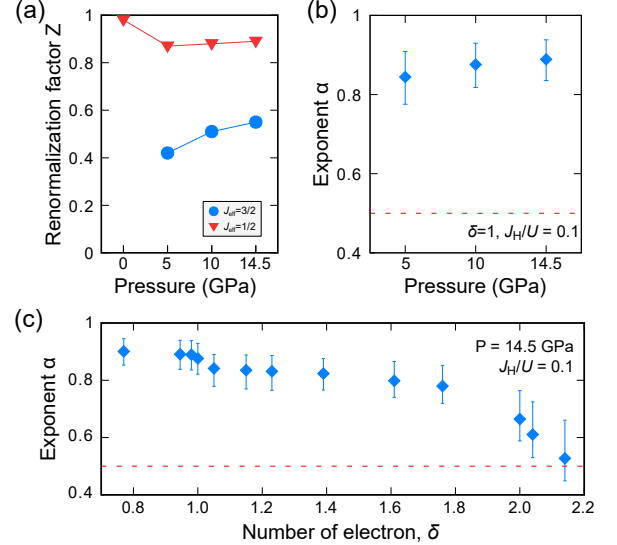 (a)
Renormalization factor Z
1
0.8
0.6
0.4
0.2
0
J_eff=3/2
J_eff=1/2
0 5 10 14.5
Pressure (GPa)
(b)
Exponent α
1
0.8
0.6
0.4
δ=1, J_H/U = 0.1
5 10 14.5
Pressure (GPa)
(c)
Exponent α
1
0.8
0.6
0.4
P = 14.5 GPa
J_H/U = 0.1
0.8 1.0 1.2 1.4 1.6 1.8 2.0 2.2
Number of electron, δ